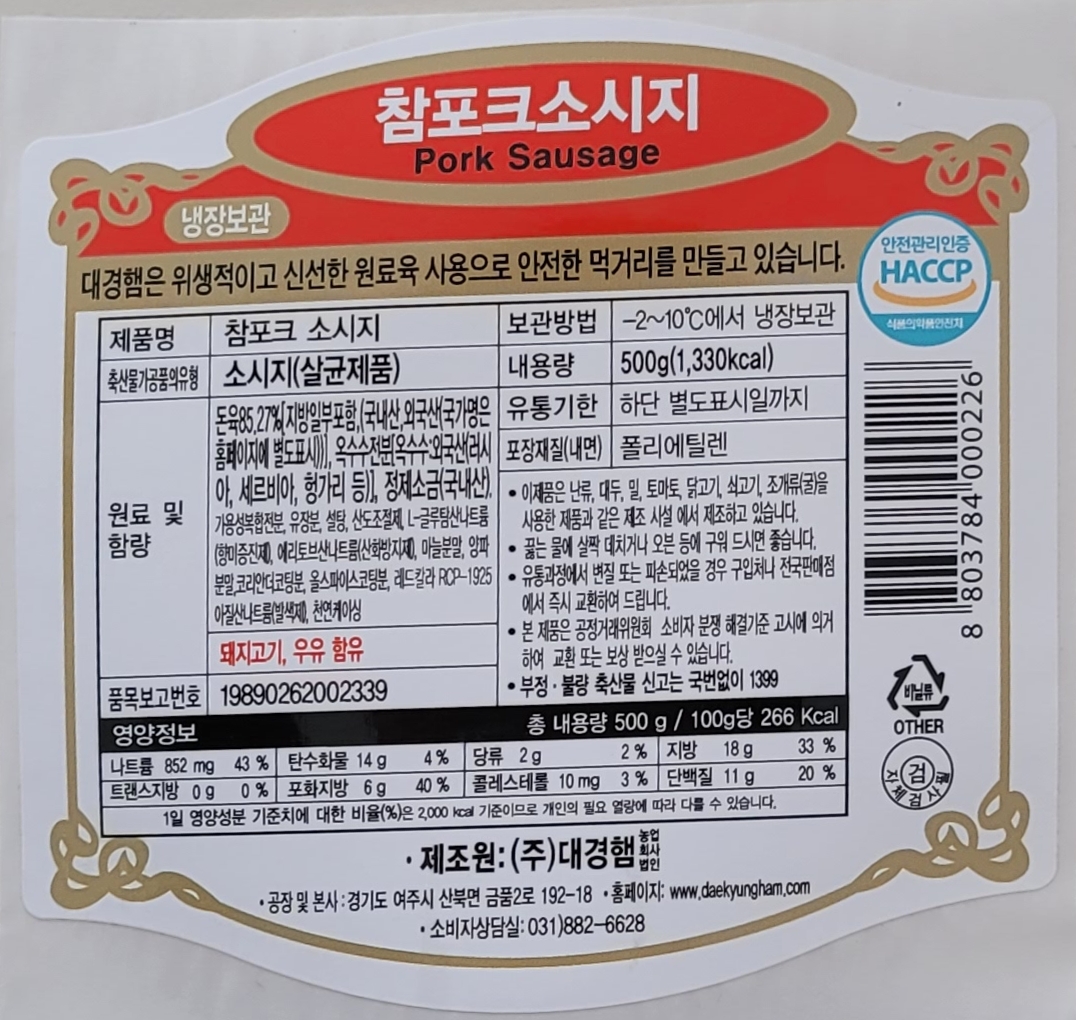 참포크소시지
Pork Sausage
냉장보관
대경햄은 위생적이고 신선한 원료육 사용으로 안전한 먹거리를 만들고 있습니다.
안전관리인증
HACCP
식품의약품안전처
제품명 참포크 소시지
축산물가공품의유형 소시지(살균제품)
원료 및
함량
돈육85.27%[지방일부포함,(국내산,외국산(국가명은
홈페이지에 별도표시))], 옥수수전분[옥수수:외국산(러시
아, 세르비아, 헝가리 등)], 정제소금(국내산),
가용성복합전분, 유장분, 설탕, 산도조절제, L-글루탐산나트륨
(향미증진제), 에리토브산나트륨(산화방지제), 마늘분말, 양파
분말,코리안더코팅분, 올스파이스코팅분, 레드칼라 RCP-1925
아질산나트륨(발색제), 천연케이싱
돼지고기, 우유 함유
품목보고번호 19890262002339
보관방법 -2~10℃에서 냉장보관
내용량 500g(1,330kcal)
유통기한 하단 별도표시일까지
포장재질(내면) 폴리에틸렌
• 이제품은 난류, 대두, 밀, 토마토, 닭고기, 쇠고기, 조개류(굴)을
사용한 제품과 같은 제조 시설 에서 제조하고 있습니다.
• 끓는 물에 살짝 데치거나 오븐 등에 구워 드시면 좋습니다.
• 유통과정에서 변질 또는 파손되었을 경우 구입처나 전국판매점
에서 즉시 교환하여 드립니다.
• 본 제품은 공정거래위원회 소비자 분쟁 해결기준 고시에 의거
하여 교환 또는 보상 받으실 수 있습니다.
• 부정·불량 축산물 신고는 국번없이 1399
영양정보 총 내용량 500 g / 100g당 266 Kcal
나트륨 852 mg 43 % 탄수화물 14 g 4 % 당류 2 g 2 % 지방 18 g 33 %
트랜스지방 0 g 0 % 포화지방 6 g 40 % 콜레스테롤 10 mg 3 % 단백질 11 g 20 %
1일 영양성분 기준치에 대한 비율(%)은 2,000 kcal 기준이므로 개인의 필요 열량에 따라 다를 수 있습니다.
8 803784 000226
비닐류
OTHER
검
자체검사필
• 제조원: (주)대경햄 농업
회사
법인
• 공장 및 본사 : 경기도 여주시 산북면 금품2로 192-18 • 홈페이지: www.daekyungham.com
• 소비자상담실: 031)882-6628